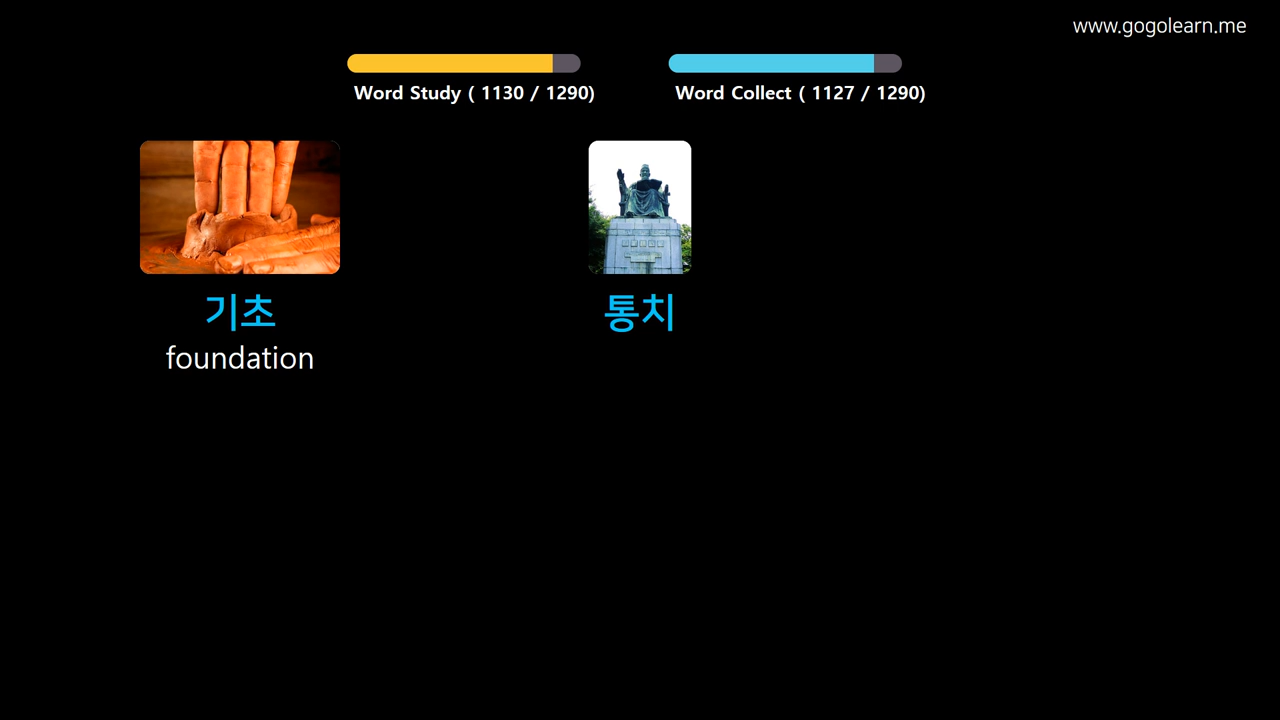 www.gogolearn.me
Word Study ( 1130 / 1290)
Word Collect ( 1127 / 1290)
기초
foundation
통치